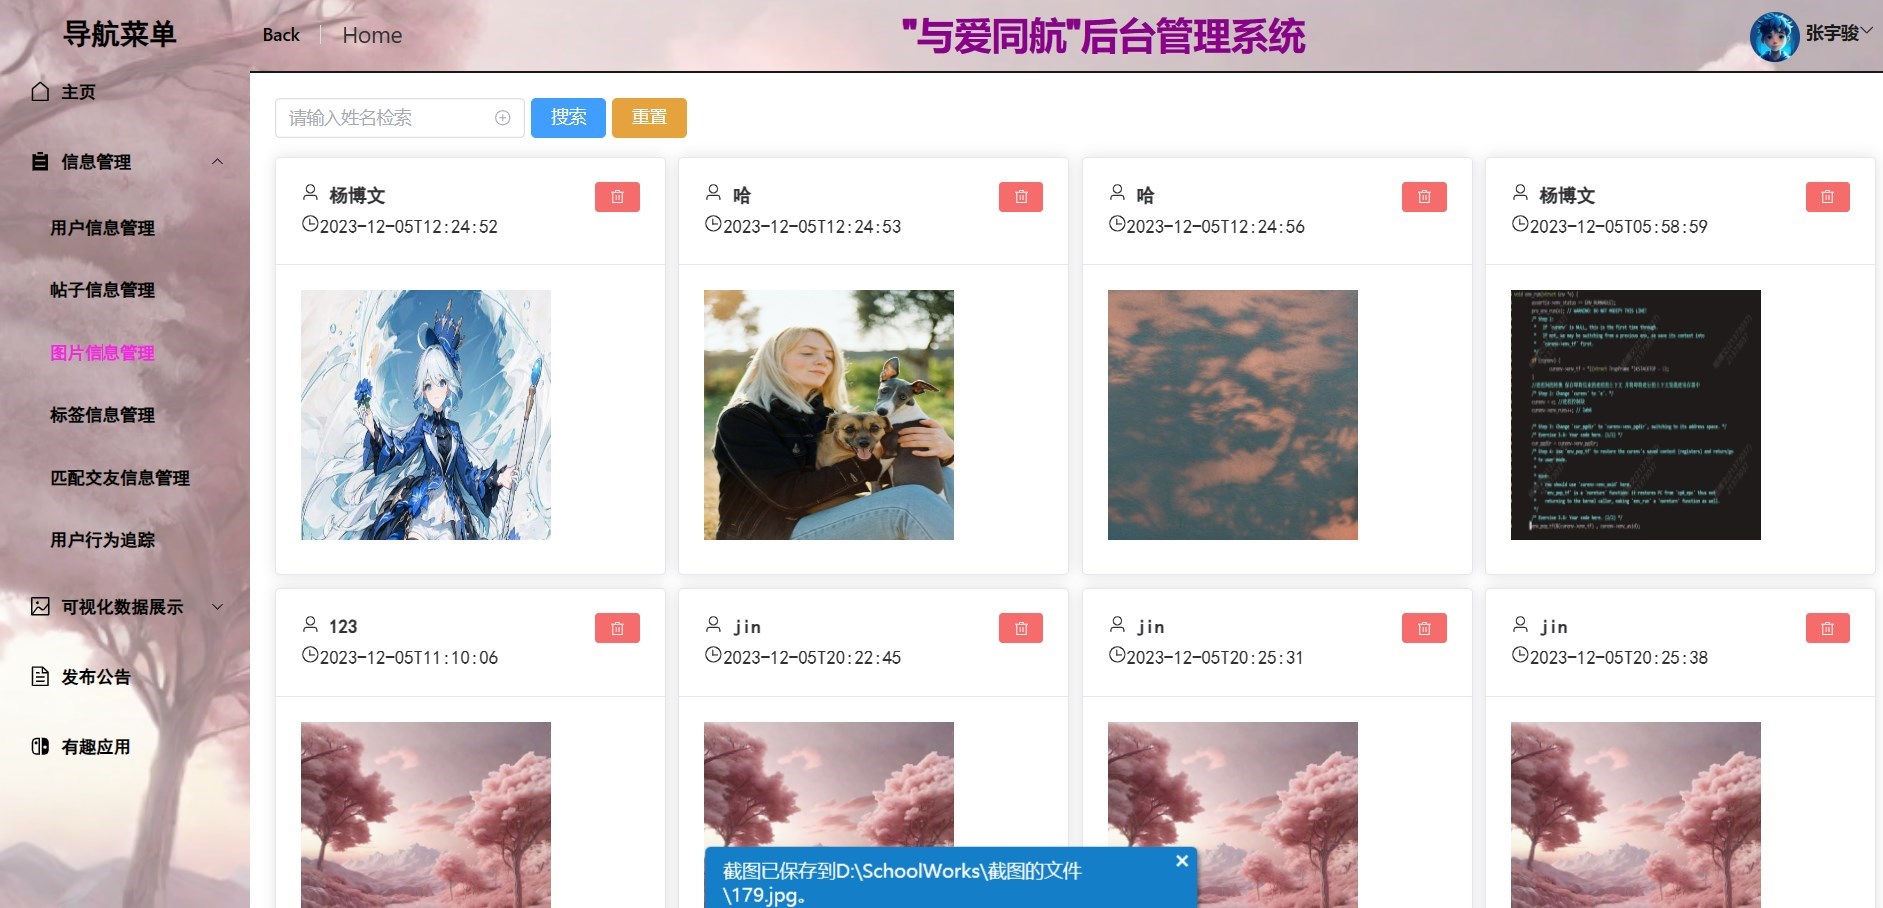 导航菜单
Back
Home
"与爱同航"后台管理系统
张宇骏
主页
信息管理
用户信息管理
帖子信息管理
图片信息管理
标签信息管理
匹配交友信息管理
用户行为追踪
可视化数据展示
发布公告
有趣应用
请输入姓名检索
搜索
重置
杨博文
2023-12-05T12:24:52
哈
2023-12-05T12:24:53
哈
2023-12-05T12:24:56
杨博文
2023-12-05T05:58:59
123
2023-12-05T11:10:06
jin
2023-12-05T20:22:45
jin
2023-12-05T20:25:31
jin
2023-12-05T20:25:38
截图已保存到D:\SchoolWorks\截图的文件
\179.jpg。